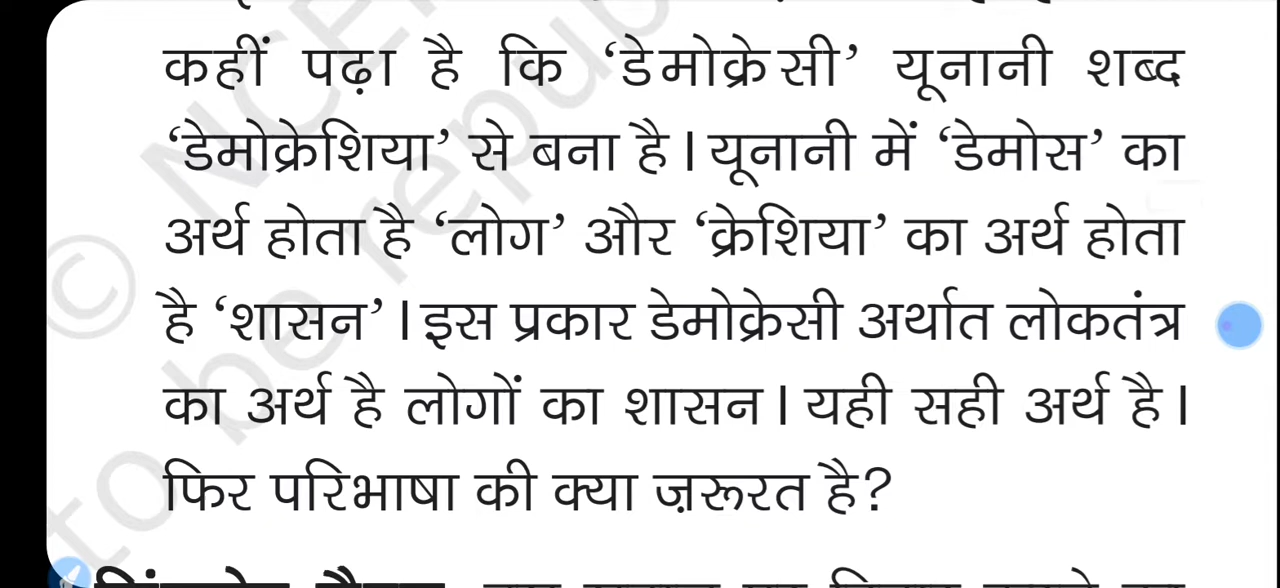 कहीं पढ़ा है कि ‘डेमोक्रेसी’ यूनानी शब्द
‘डेमोक्रेशिया’ से बना है। यूनानी में ‘डेमोस’ का
अर्थ होता है ‘लोग’ और ‘क्रेशिया’ का अर्थ होता
है ‘शासन’। इस प्रकार डेमोक्रेसी अर्थात लोकतंत्र
का अर्थ है लोगों का शासन। यही सही अर्थ है।
फिर परिभाषा की क्या ज़रूरत है?